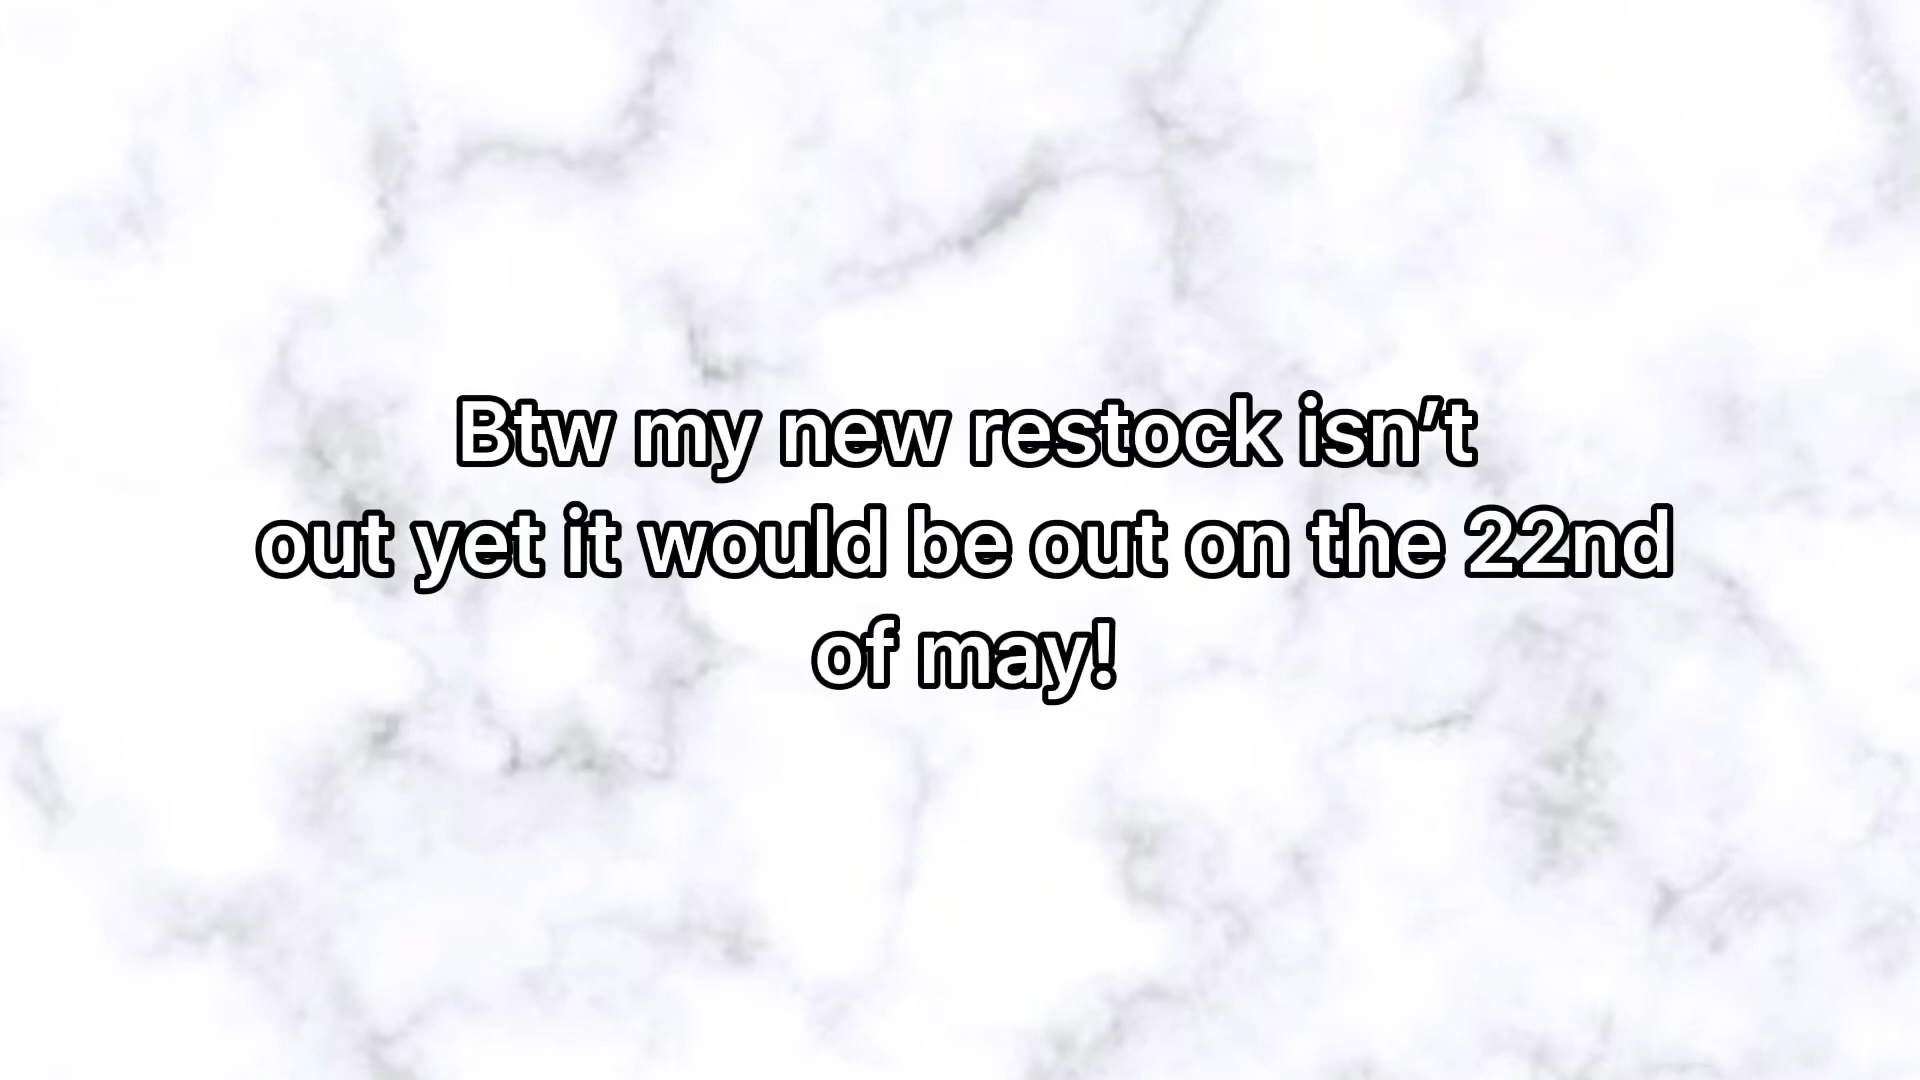 Btw my new restock isn’t
out yet it would be out on the 22nd
of may!